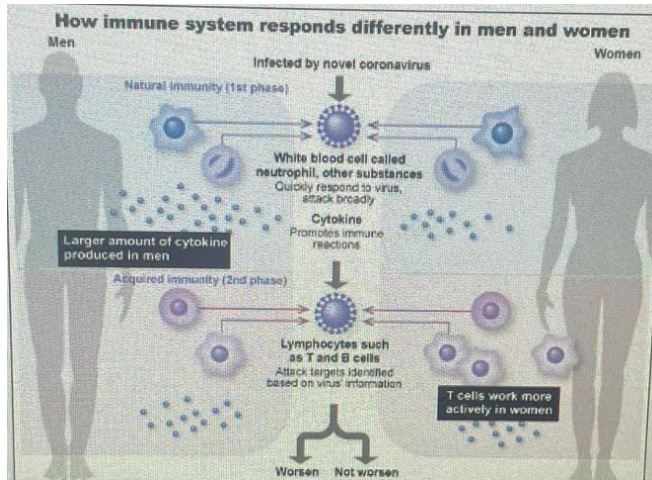 How immune system responds differently in men and women
Men
Women
Infected by novel coronavirus
Natural immunity (1st phase)
White blood cell called
neutrophil, other substances
Quickly respond to virus,
attack broadly
Cytokine
Promotes immune
reactions
Larger amount of cytokine
produced in men
Acquired immunity (2nd phase)
Lymphocytes such
as T and B cells
Attack targets identified
based on virus' information
T cells work more
actively in women
Worsen Not worsen